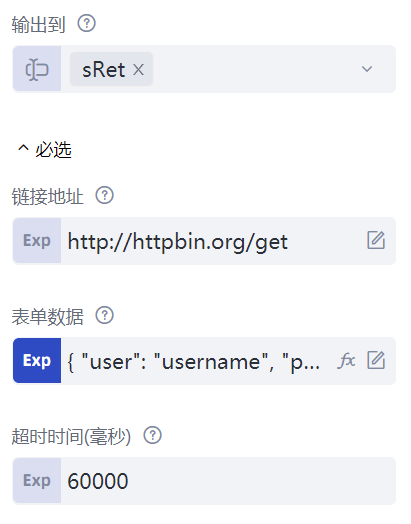 输出到
sRet
必选
链接地址
Exp http://httpbin.org/get
表单数据
Exp { "user": "username", "p... fx
超时时间(毫秒)
Exp 60000